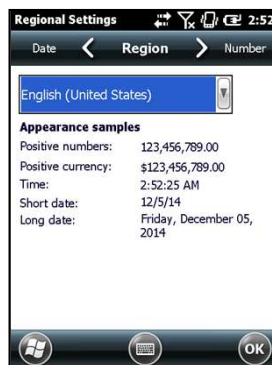 Regional Settings 2:52
Date Region Number
English (United States)
Appearance samples
Positive numbers: 123,456,789.00
Positive currency: $123,456,789.00
Time: 2:52:25 AM
Short date: 12/5/14
Long date: Friday, December 05,
2014
OK